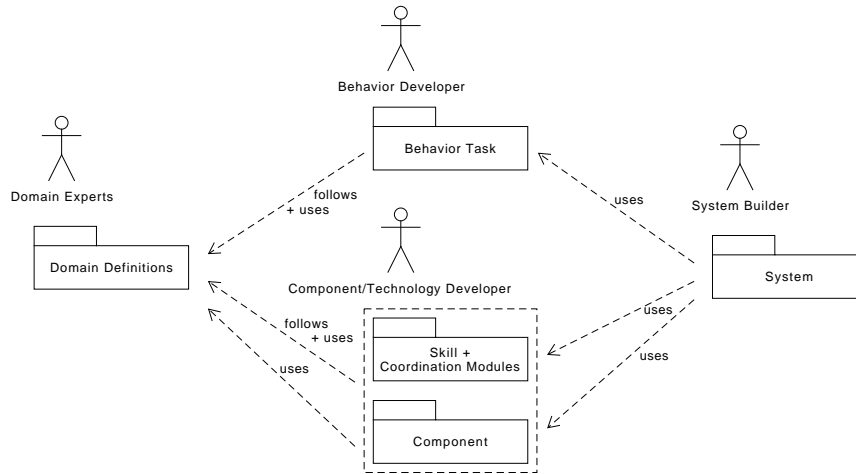 Behavior Developer
Behavior Task
Domain Experts
follows
+ uses
uses
System Builder
Domain Definitions
System
Component/Technology Developer
follows
+ uses
uses
Skill +
Coordination Modules
uses
uses
Component